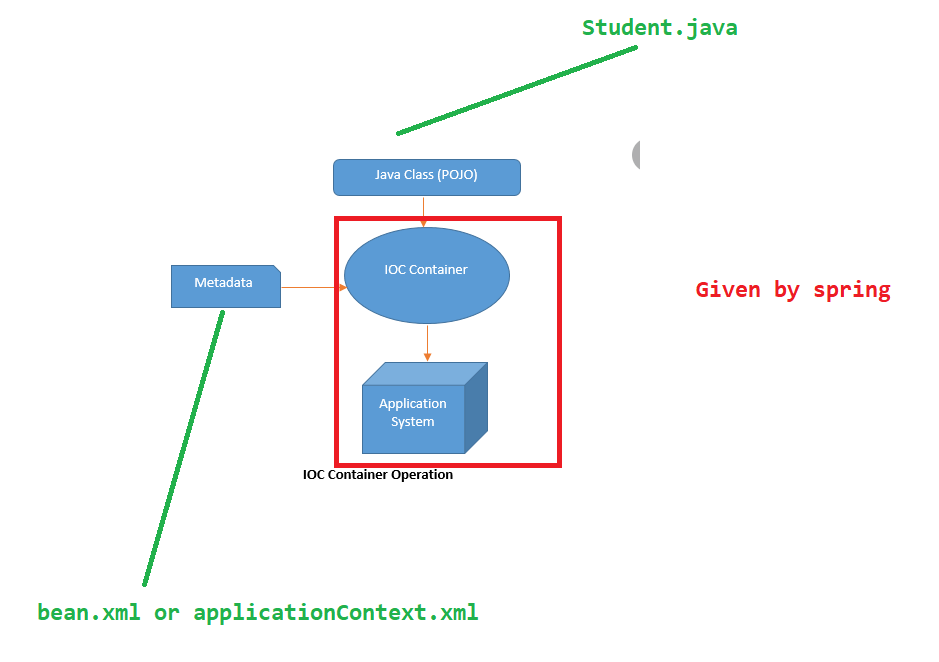 Student.java
Java Class (POJO)
IOC Container
Metadata
Given by spring
Application
System
IOC Container Operation
bean.xml or applicationContext.xml